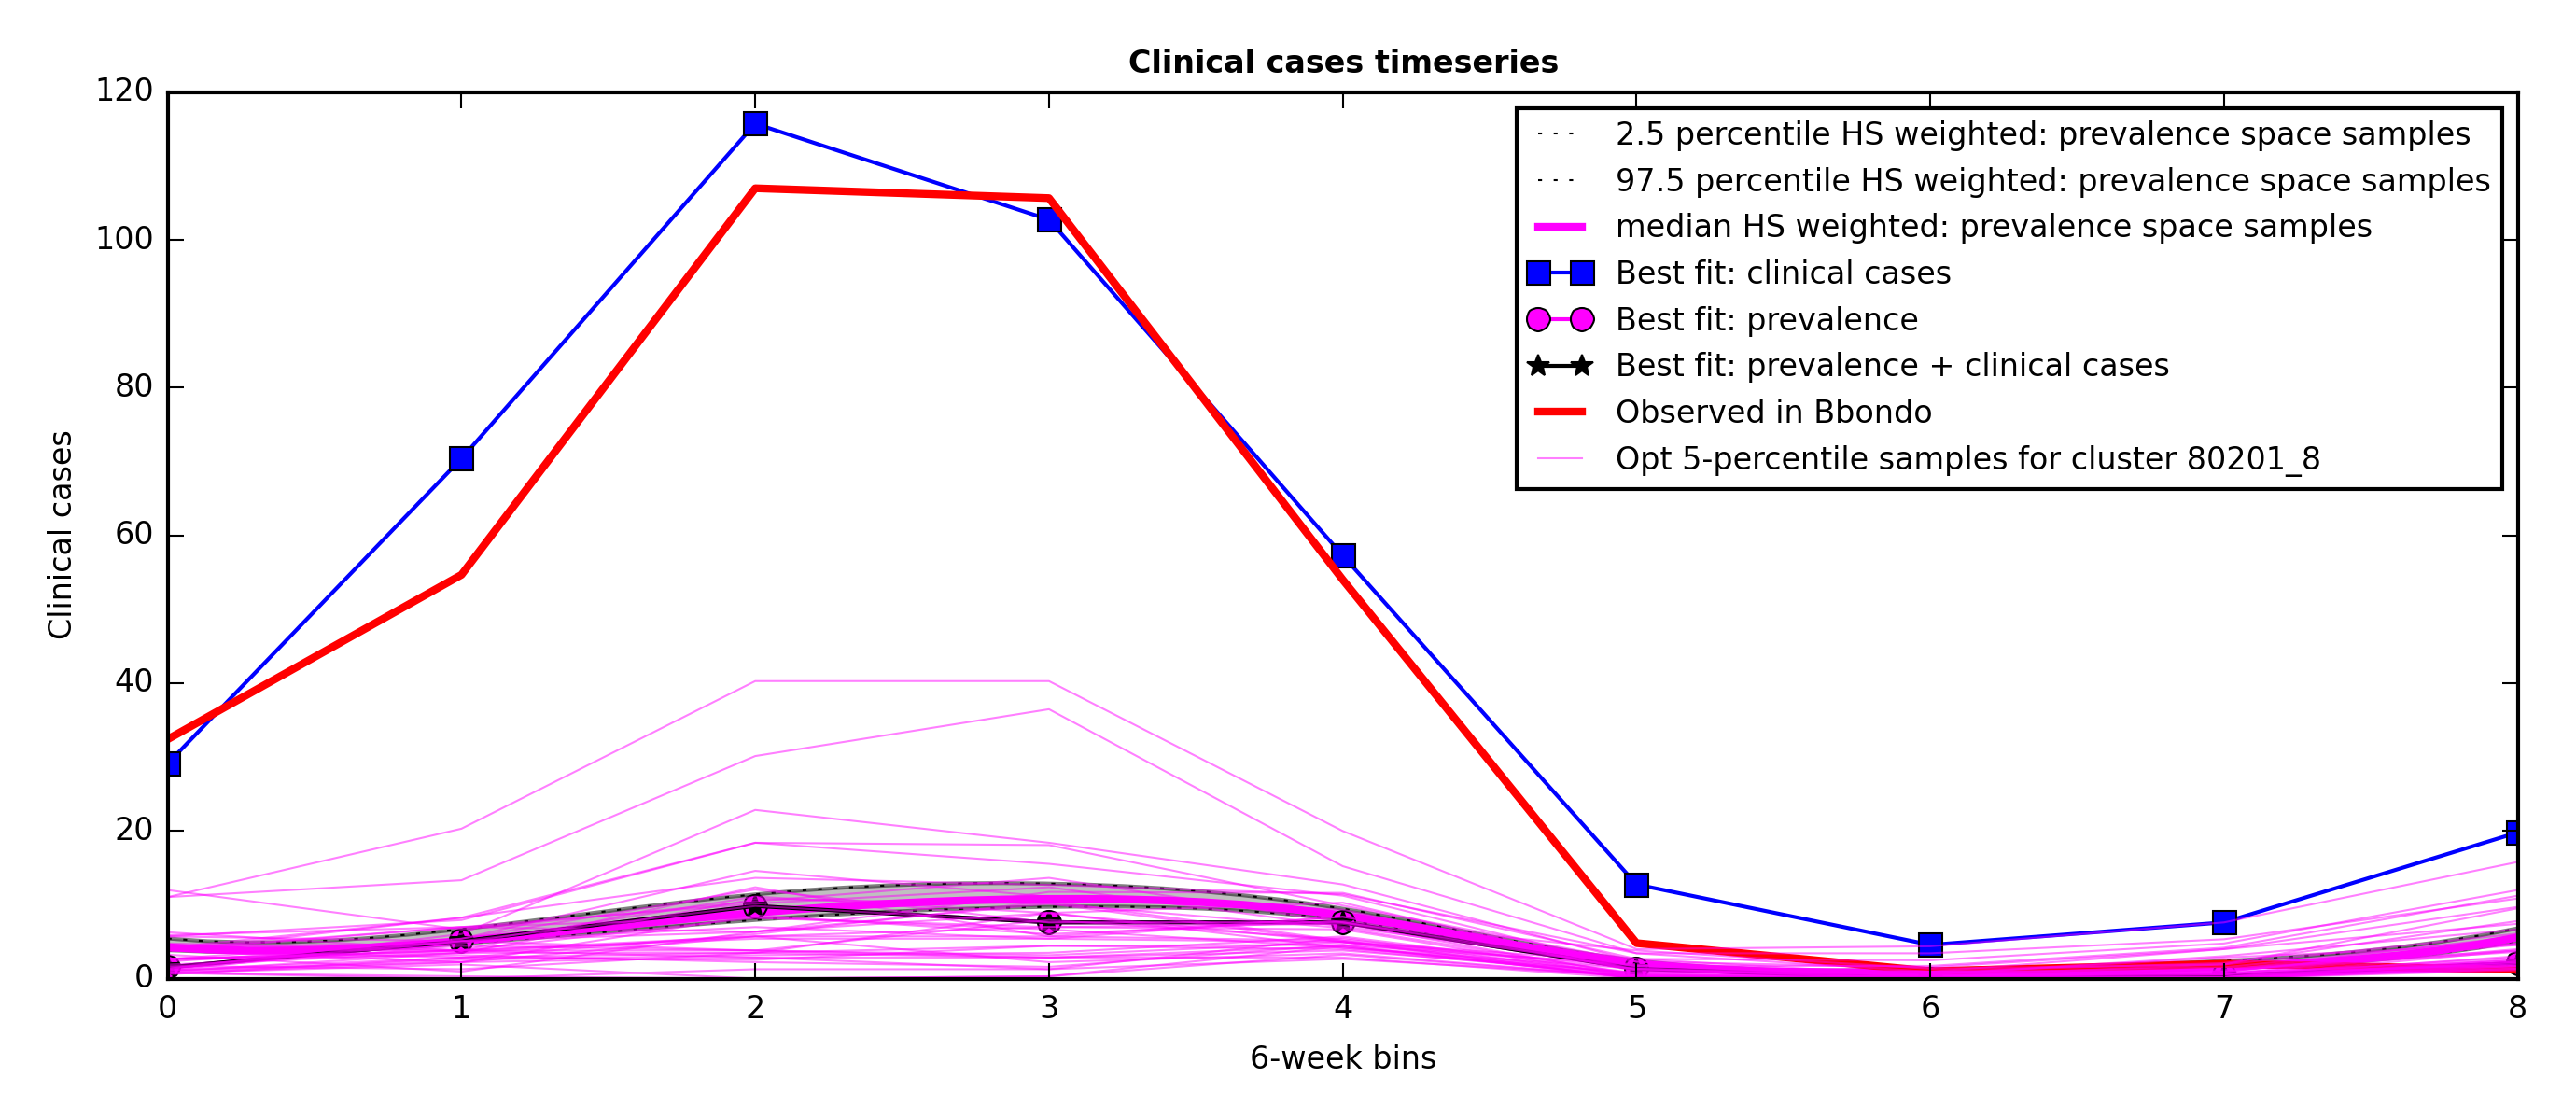 Clinical cases timeseries
120
100
80
60
40
20
0
Clinical cases
2.5 percentile HS weighted: prevalence space samples
97.5 percentile HS weighted: prevalence space samples
median HS weighted: prevalence space samples
Best fit: clinical cases
Best fit: prevalence
Best fit: prevalence + clinical cases
Observed in Bbondo
Opt 5-percentile samples for cluster 80201_8
0 1 2 3 4 5 6 7 8
6-week bins